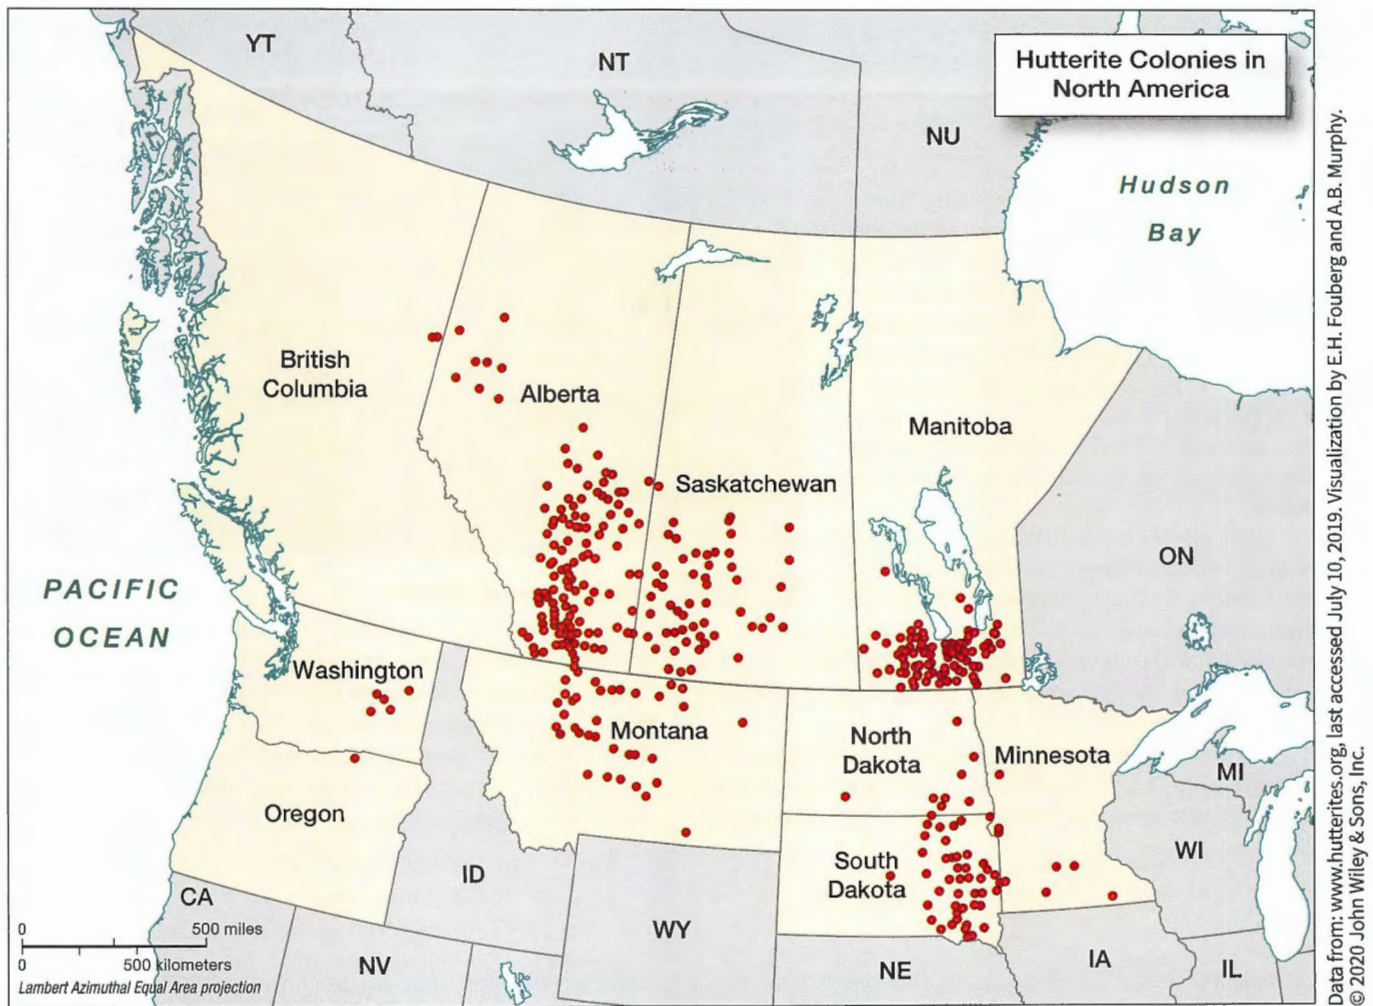 YT
NT
NU
Hutterite Colonies in
North America
Hudson
Bay
British
Columbia
Alberta
Saskatchewan
Manitoba
ON
PACIFIC
OCEAN
Washington
Montana
North
Dakota
Minnesota
MI
Oregon
South
Dakota
WI
ID
CA
WY
NV
NE
IA
IL
0 500 miles
0 500 kilometers
Lambert Azimuthal Equal Area projection
Data from: www.hutterites.org, last accessed July 10, 2019. Visualization by E.H. Fouberg and A.B. Murphy.
© 2020 John Wiley & Sons, Inc.